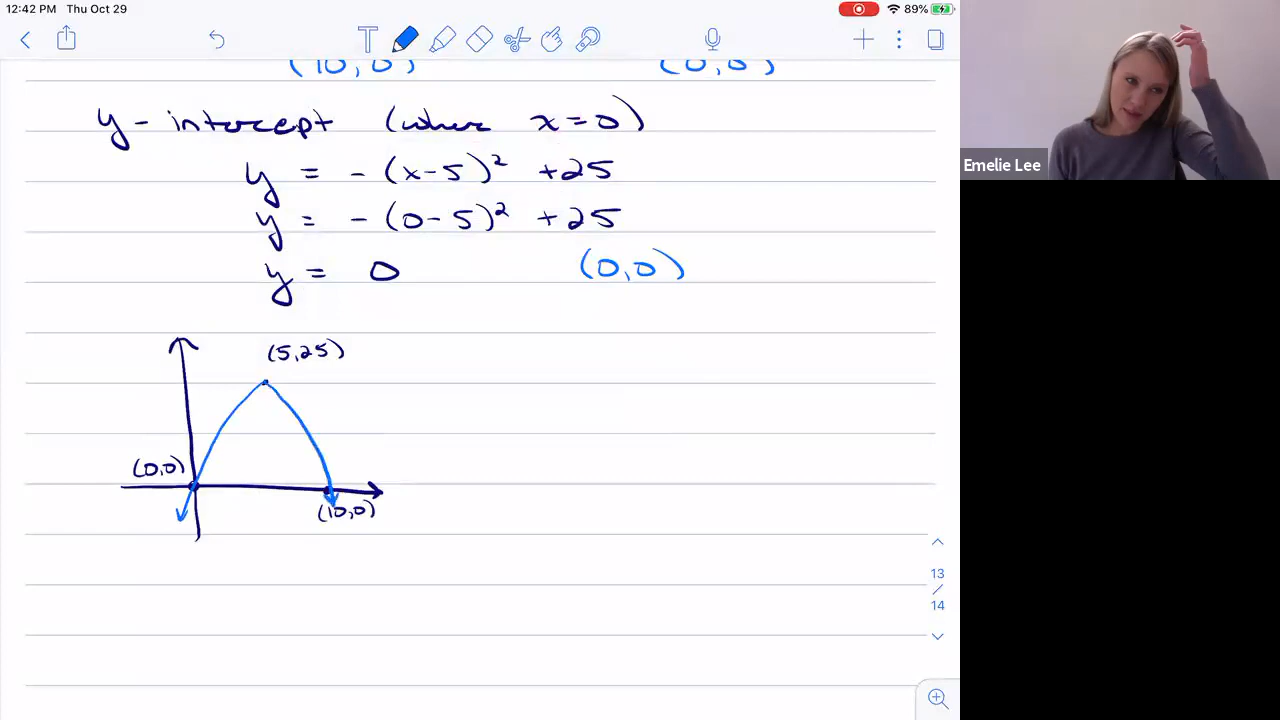 12:42 PM Thu Oct 29
89%
T
(10,0) (0,0)
y-intercept (where x=0)
y = -(x-5)² +25
y = -(0-5)² +25
y = 0 (0,0)
(5,25)
(0,0)
(10,0)
13
/
14
Emelie Lee